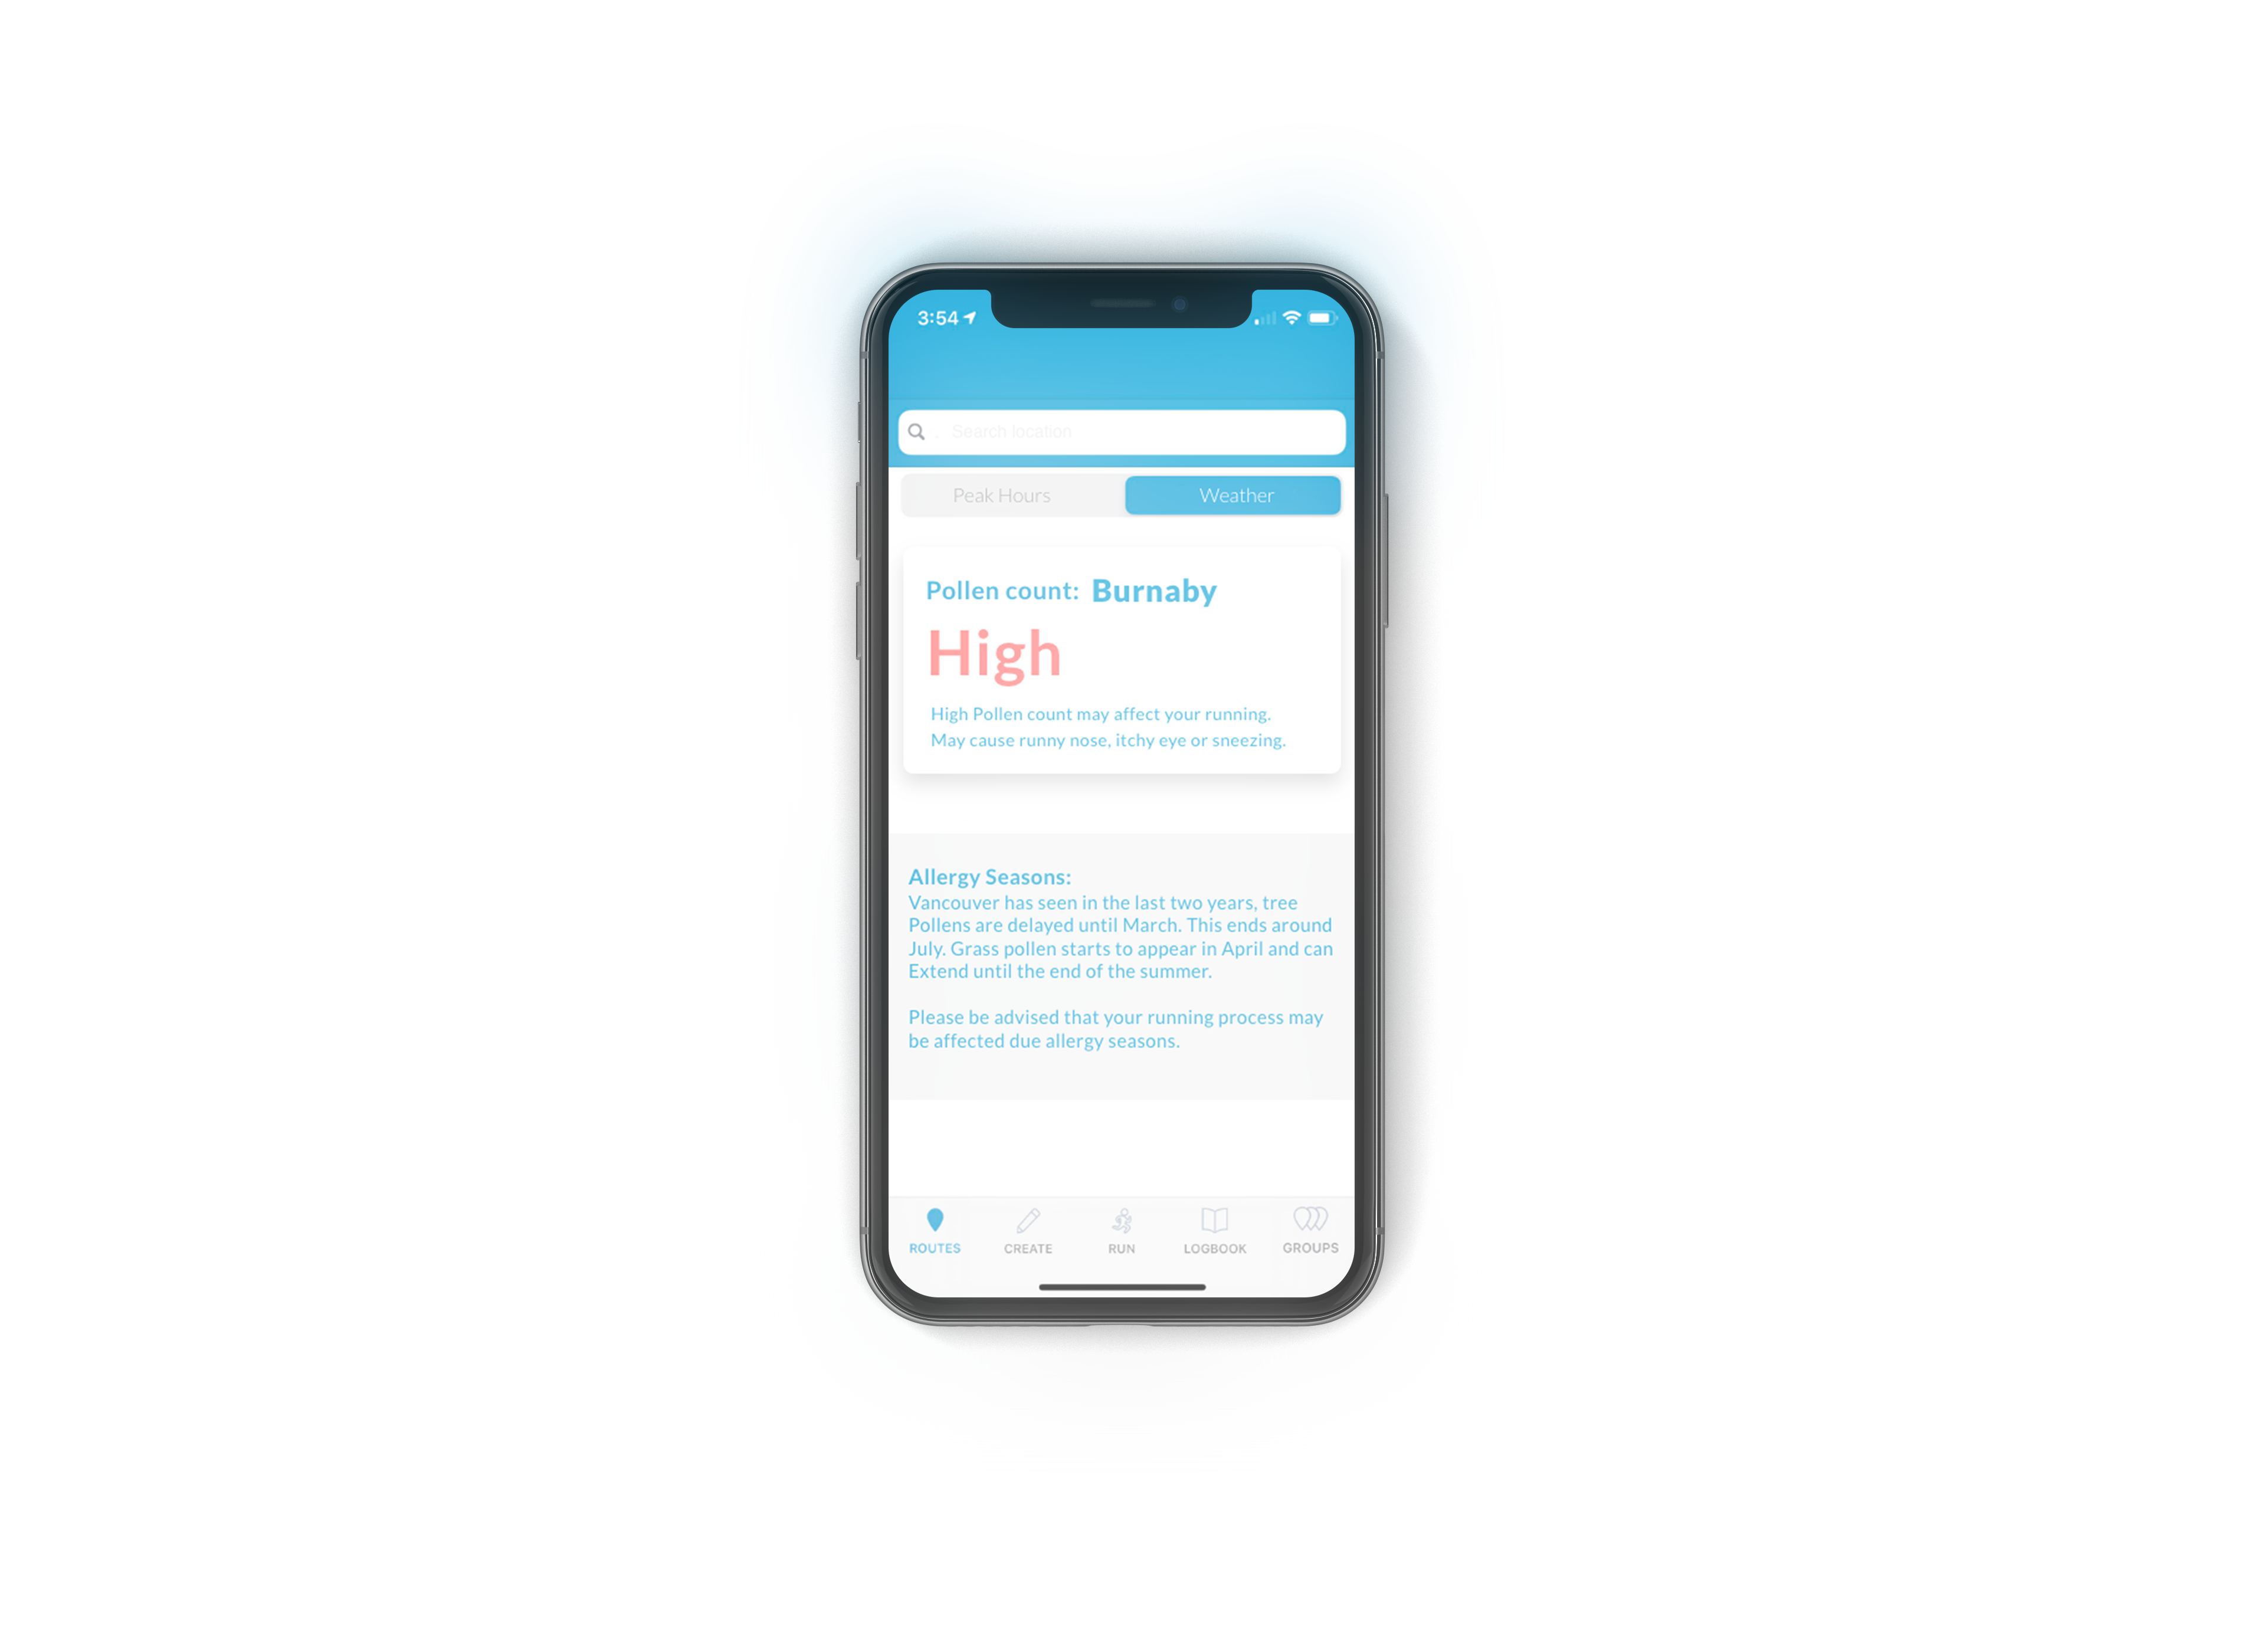 3:54
Search location
Peak Hours Weather
Pollen count: Burnaby
High
High Pollen count may affect your running.
May cause runny nose, itchy eye or sneezing.
Allergy Seasons:
Vancouver has seen in the last two years, tree
Pollens are delayed until March. This ends around
July. Grass pollen starts to appear in April and can
Extend until the end of the summer.
Please be advised that your running process may
be affected due allergy seasons.
ROUTES CREATE RUN LOGBOOK GROUPS